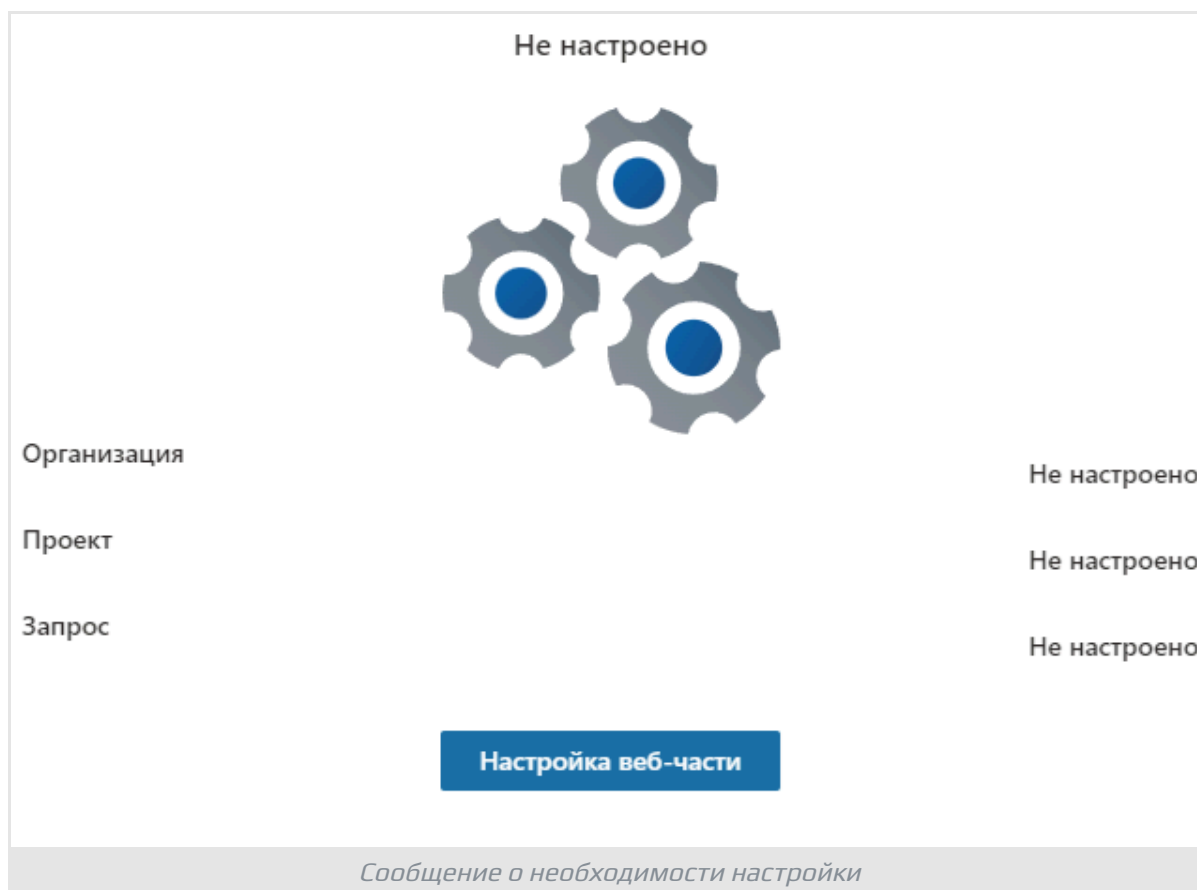 Не настроено
Организация
Не настроено
Проект
Не настроено
Запрос
Не настроено
Настройка веб-части
Сообщение о необходимости настройки